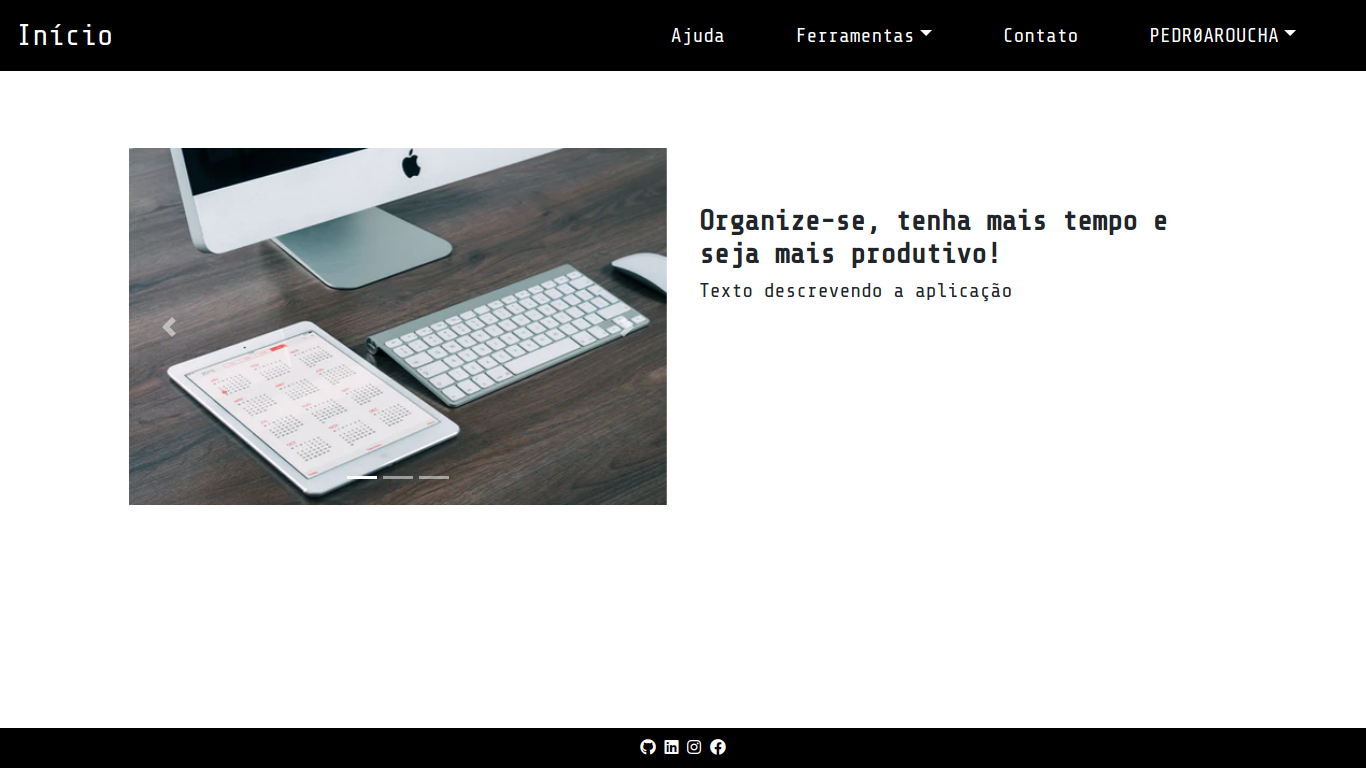 Início
Ajuda
Ferramentas
Contato
PEDR0AROUCHA
Organize-se, tenha mais tempo e
seja mais produtivo!
Texto descrevendo a aplicação